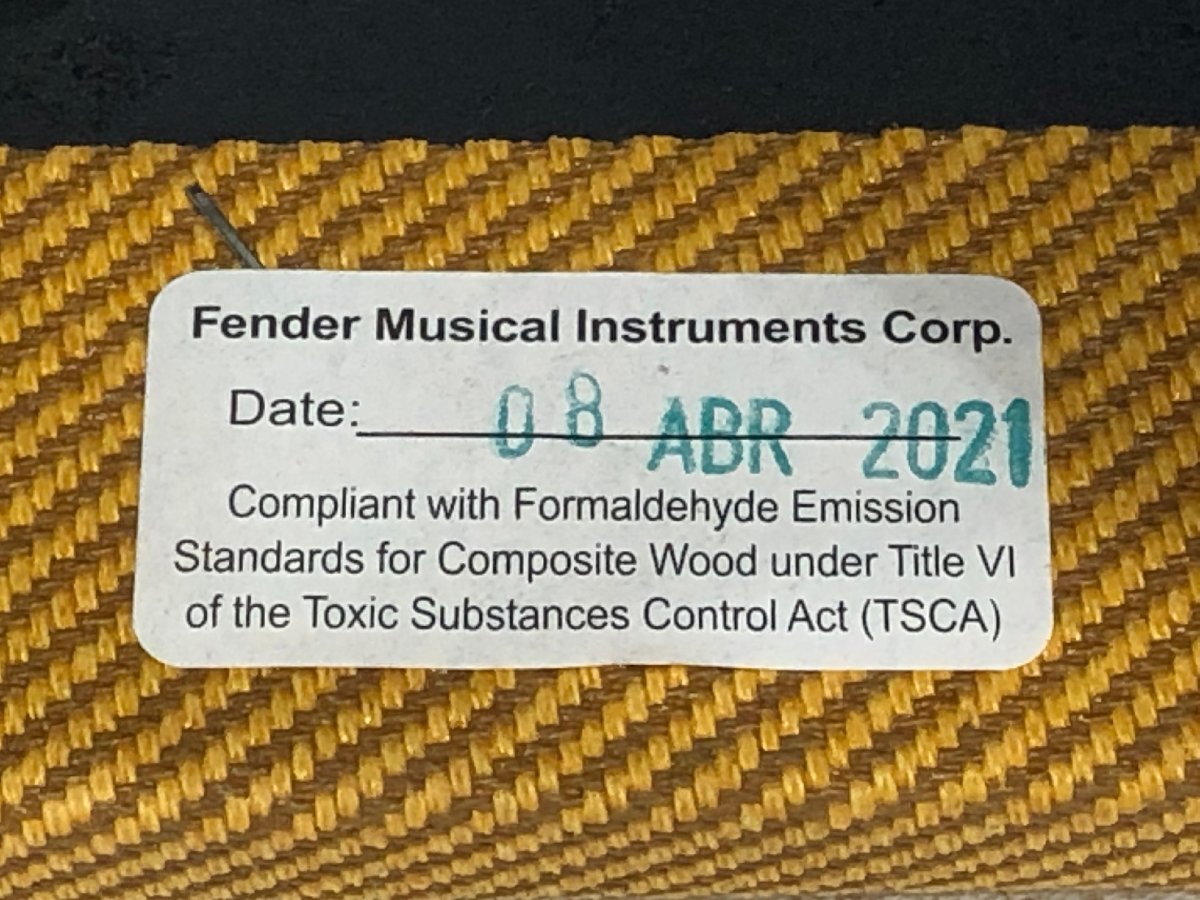 Fender Musical Instruments Corp.
Date: 08 ABR 2021
Compliant with Formaldehyde Emission
Standards for Composite Wood under Title VI
of the Toxic Substances Control Act (TSCA)